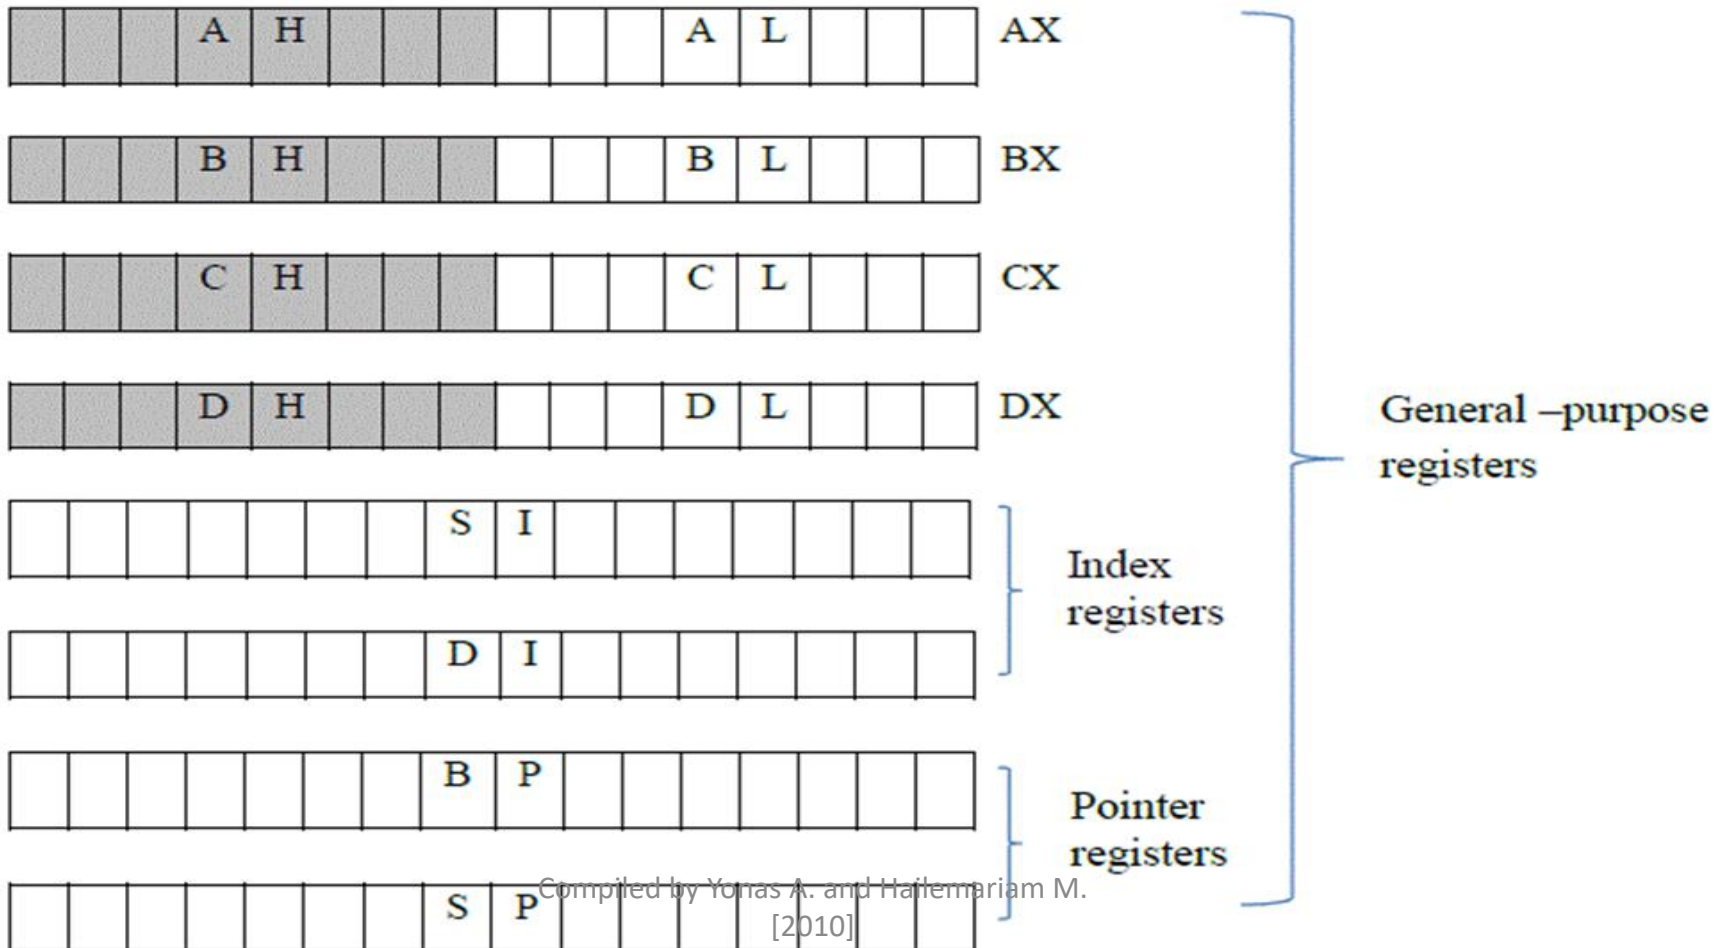 A H A L AX
B H B L BX
C H C L CX
D H D L DX
General –purpose
registers
S I
Index
registers
D I
B P
Pointer
registers
S P
Compiled by Yonas A. and Hailemariam M.
[2010]